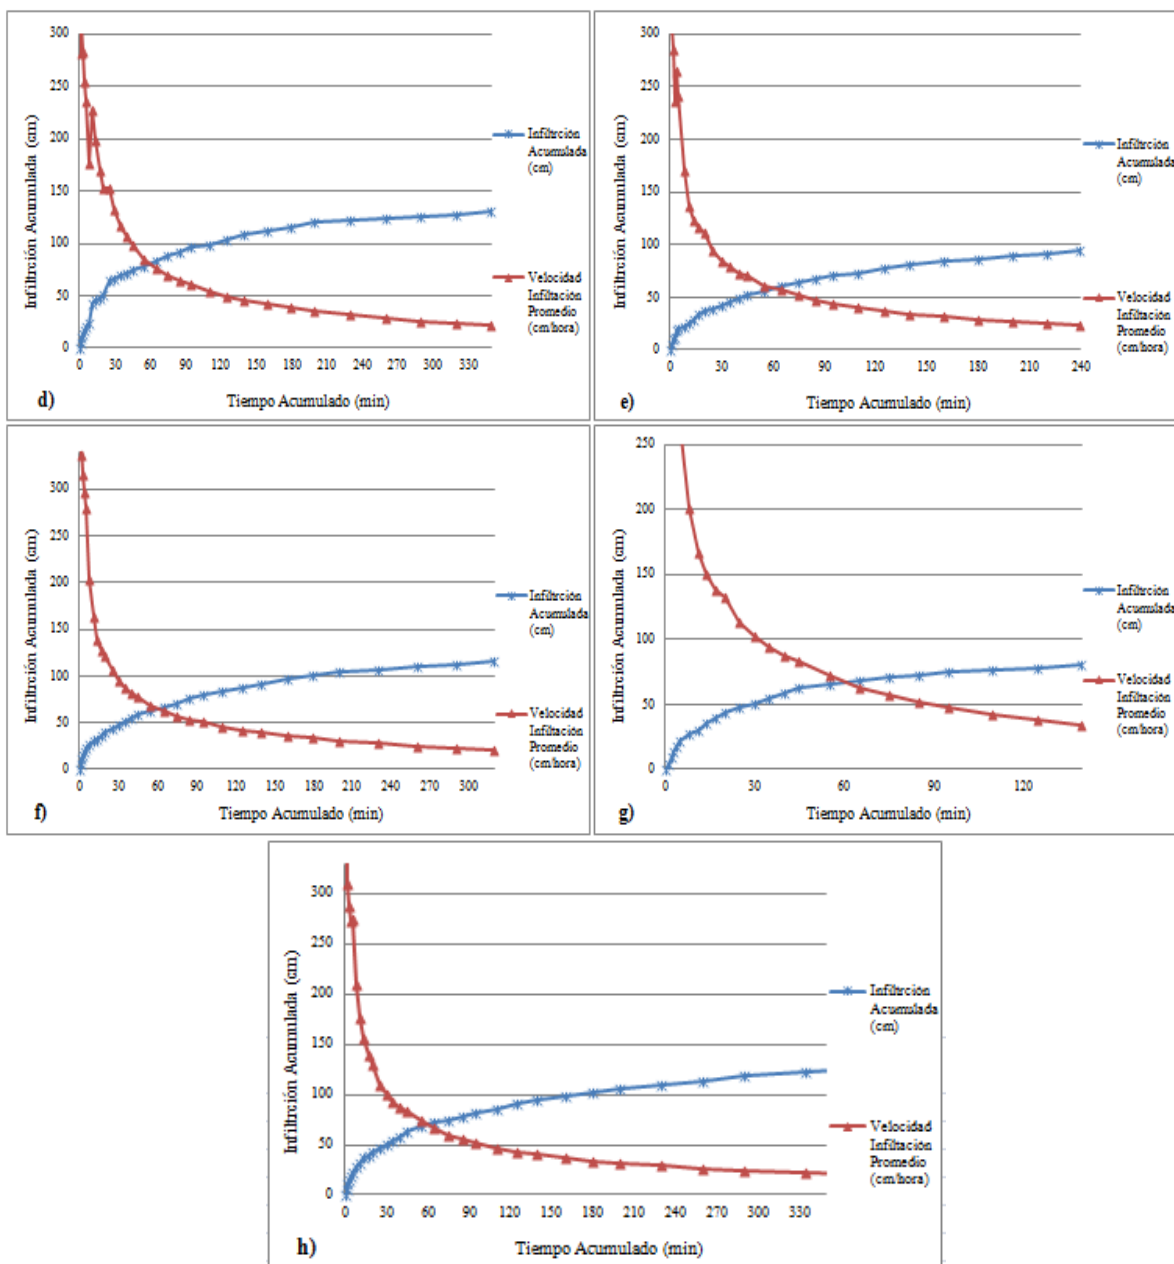 300
250
200
150
100
50
0
Infiltrción Acumulada (cm)
0 30 60 90 120 150 180 210 240 270 300 330
Tiempo Acumulado (min)
d)
Infiltrción
Acumulada
(cm)
Velocidad
Infiltación
Promedio
(cm/hora)
300
250
200
150
100
50
0
Infiltrción Acumulada (cm)
0 30 60 90 120 150 180 210 240
Tiempo Acumulado (min)
e)
Infiltrción
Acumulada
(cm)
Velocidad
Infiltación
Promedio
(cm/hora)
300
250
200
150
100
50
0
Infiltrción Acumulada (cm)
0 30 60 90 120 150 180 210 240 270 300
Tiempo Acumulado (min)
f)
Infiltrción
Acumulada
(cm)
Velocidad
Infiltación
Promedio
(cm/hora)
250
200
150
100
50
0
Infiltrción Acumulada (cm)
0 30 60 90 120
Tiempo Acumulado (min)
g)
Infiltrción
Acumulada
(cm)
Velocidad
Infiltación
Promedio
(cm/hora)
300
250
200
150
100
50
0
Infiltrción Acumulada (cm)
0 30 60 90 120 150 180 210 240 270 300 330
Tiempo Acumulado (min)
h)
Infiltrción
Acumulada
(cm)
Velocidad
Infiltación
Promedio
(cm/hora)